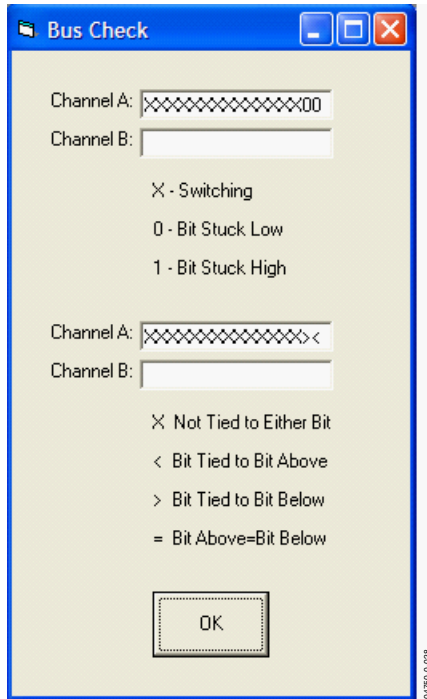 Bus Check
Channel A: XXXXXXXXXXXXXX00
Channel B:
X - Switching
0 - Bit Stuck Low
1 - Bit Stuck High
Channel A: XXXXXXXXXXXXXX><
Channel B:
X Not Tied to Either Bit
< Bit Tied to Bit Above
> Bit Tied to Bit Below
= Bit Above=Bit Below
OK